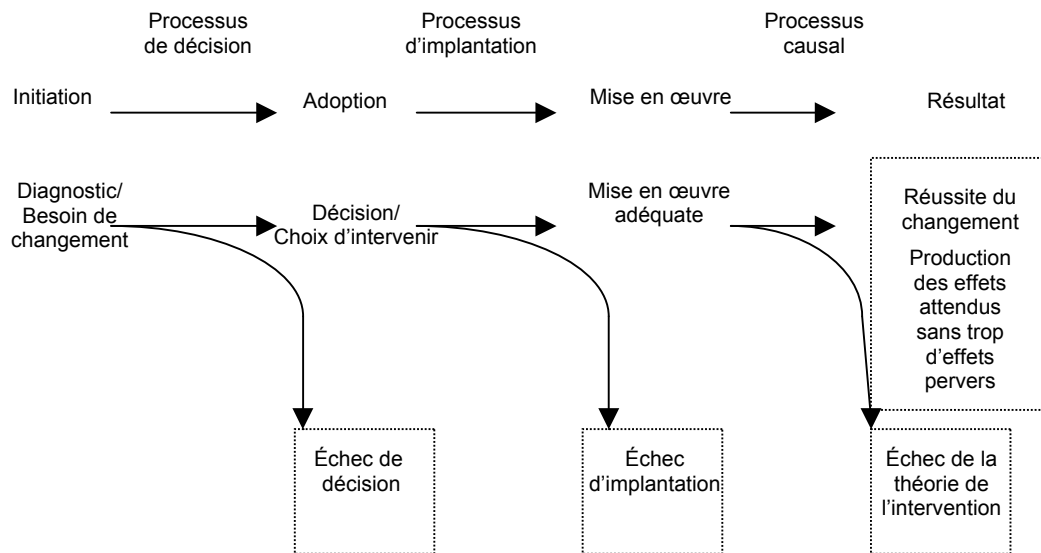 Processus
de décision
Processus
d’implantation
Processus
causal
Initiation
Adoption
Mise en œuvre
Résultat
Diagnostic/
Besoin de
changement
Décision/
Choix d’intervenir
Mise en œuvre
adéquate
Réussite du
changement
Production
des effets
attendus
sans trop
d’effets
pervers
Échec de
décision
Échec
d’implantation
Échec de la
théorie de
l’intervention